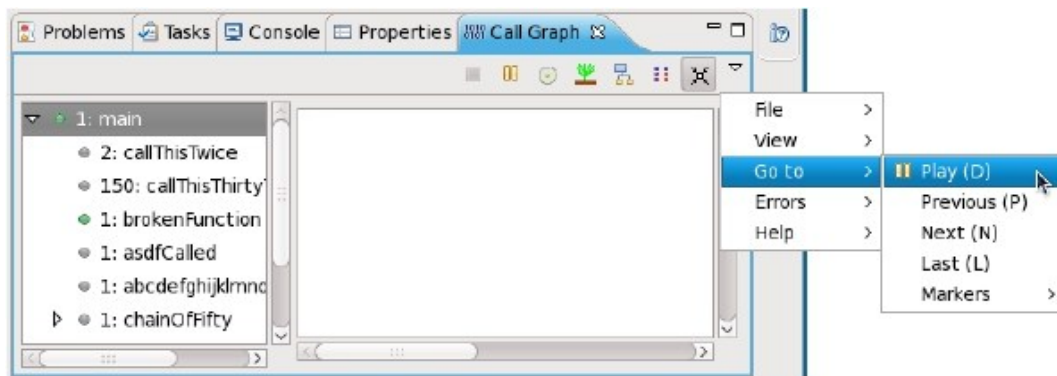 Problems Tasks Console Properties Call Graph
1: main
2: callThisTwice
150: callThisThirty
1: brokenFunction
1: asdfCalled
1: abcdefghijklmno
1: chainOfFifty
File
View
Go to
Errors
Help
Play (D)
Previous (P)
Next (N)
Last (L)
Markers